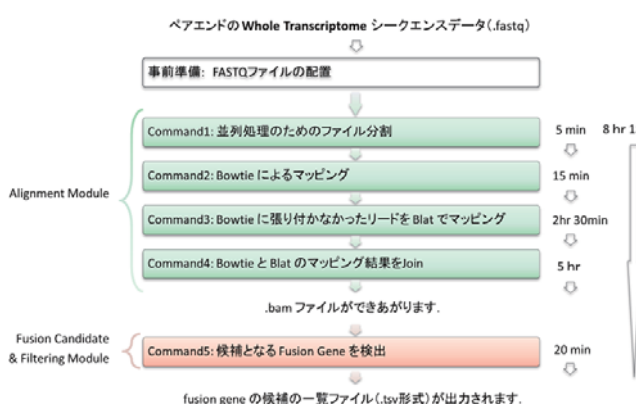 ペアエンドの Whole Transcriptome シークエンスデータ(.fastq)
事前準備: FASTQファイルの配置
Command1: 並列処理のためのファイル分割
5 min
8 hr 1
Command2: Bowtie によるマッピング
15 min
Alignment Module
Command3: Bowtie に張り付かなかったリードを Blat でマッピング
2hr 30min
Command4: Bowtie と Blat のマッピング結果をJoin
5 hr
.bam ファイルができあがります.
Fusion Candidate
& Filtering Module
Command5: 候補となる Fusion Gene を検出
20 min
fusion gene の候補の一覧ファイル(.tsv形式)が出力されます.